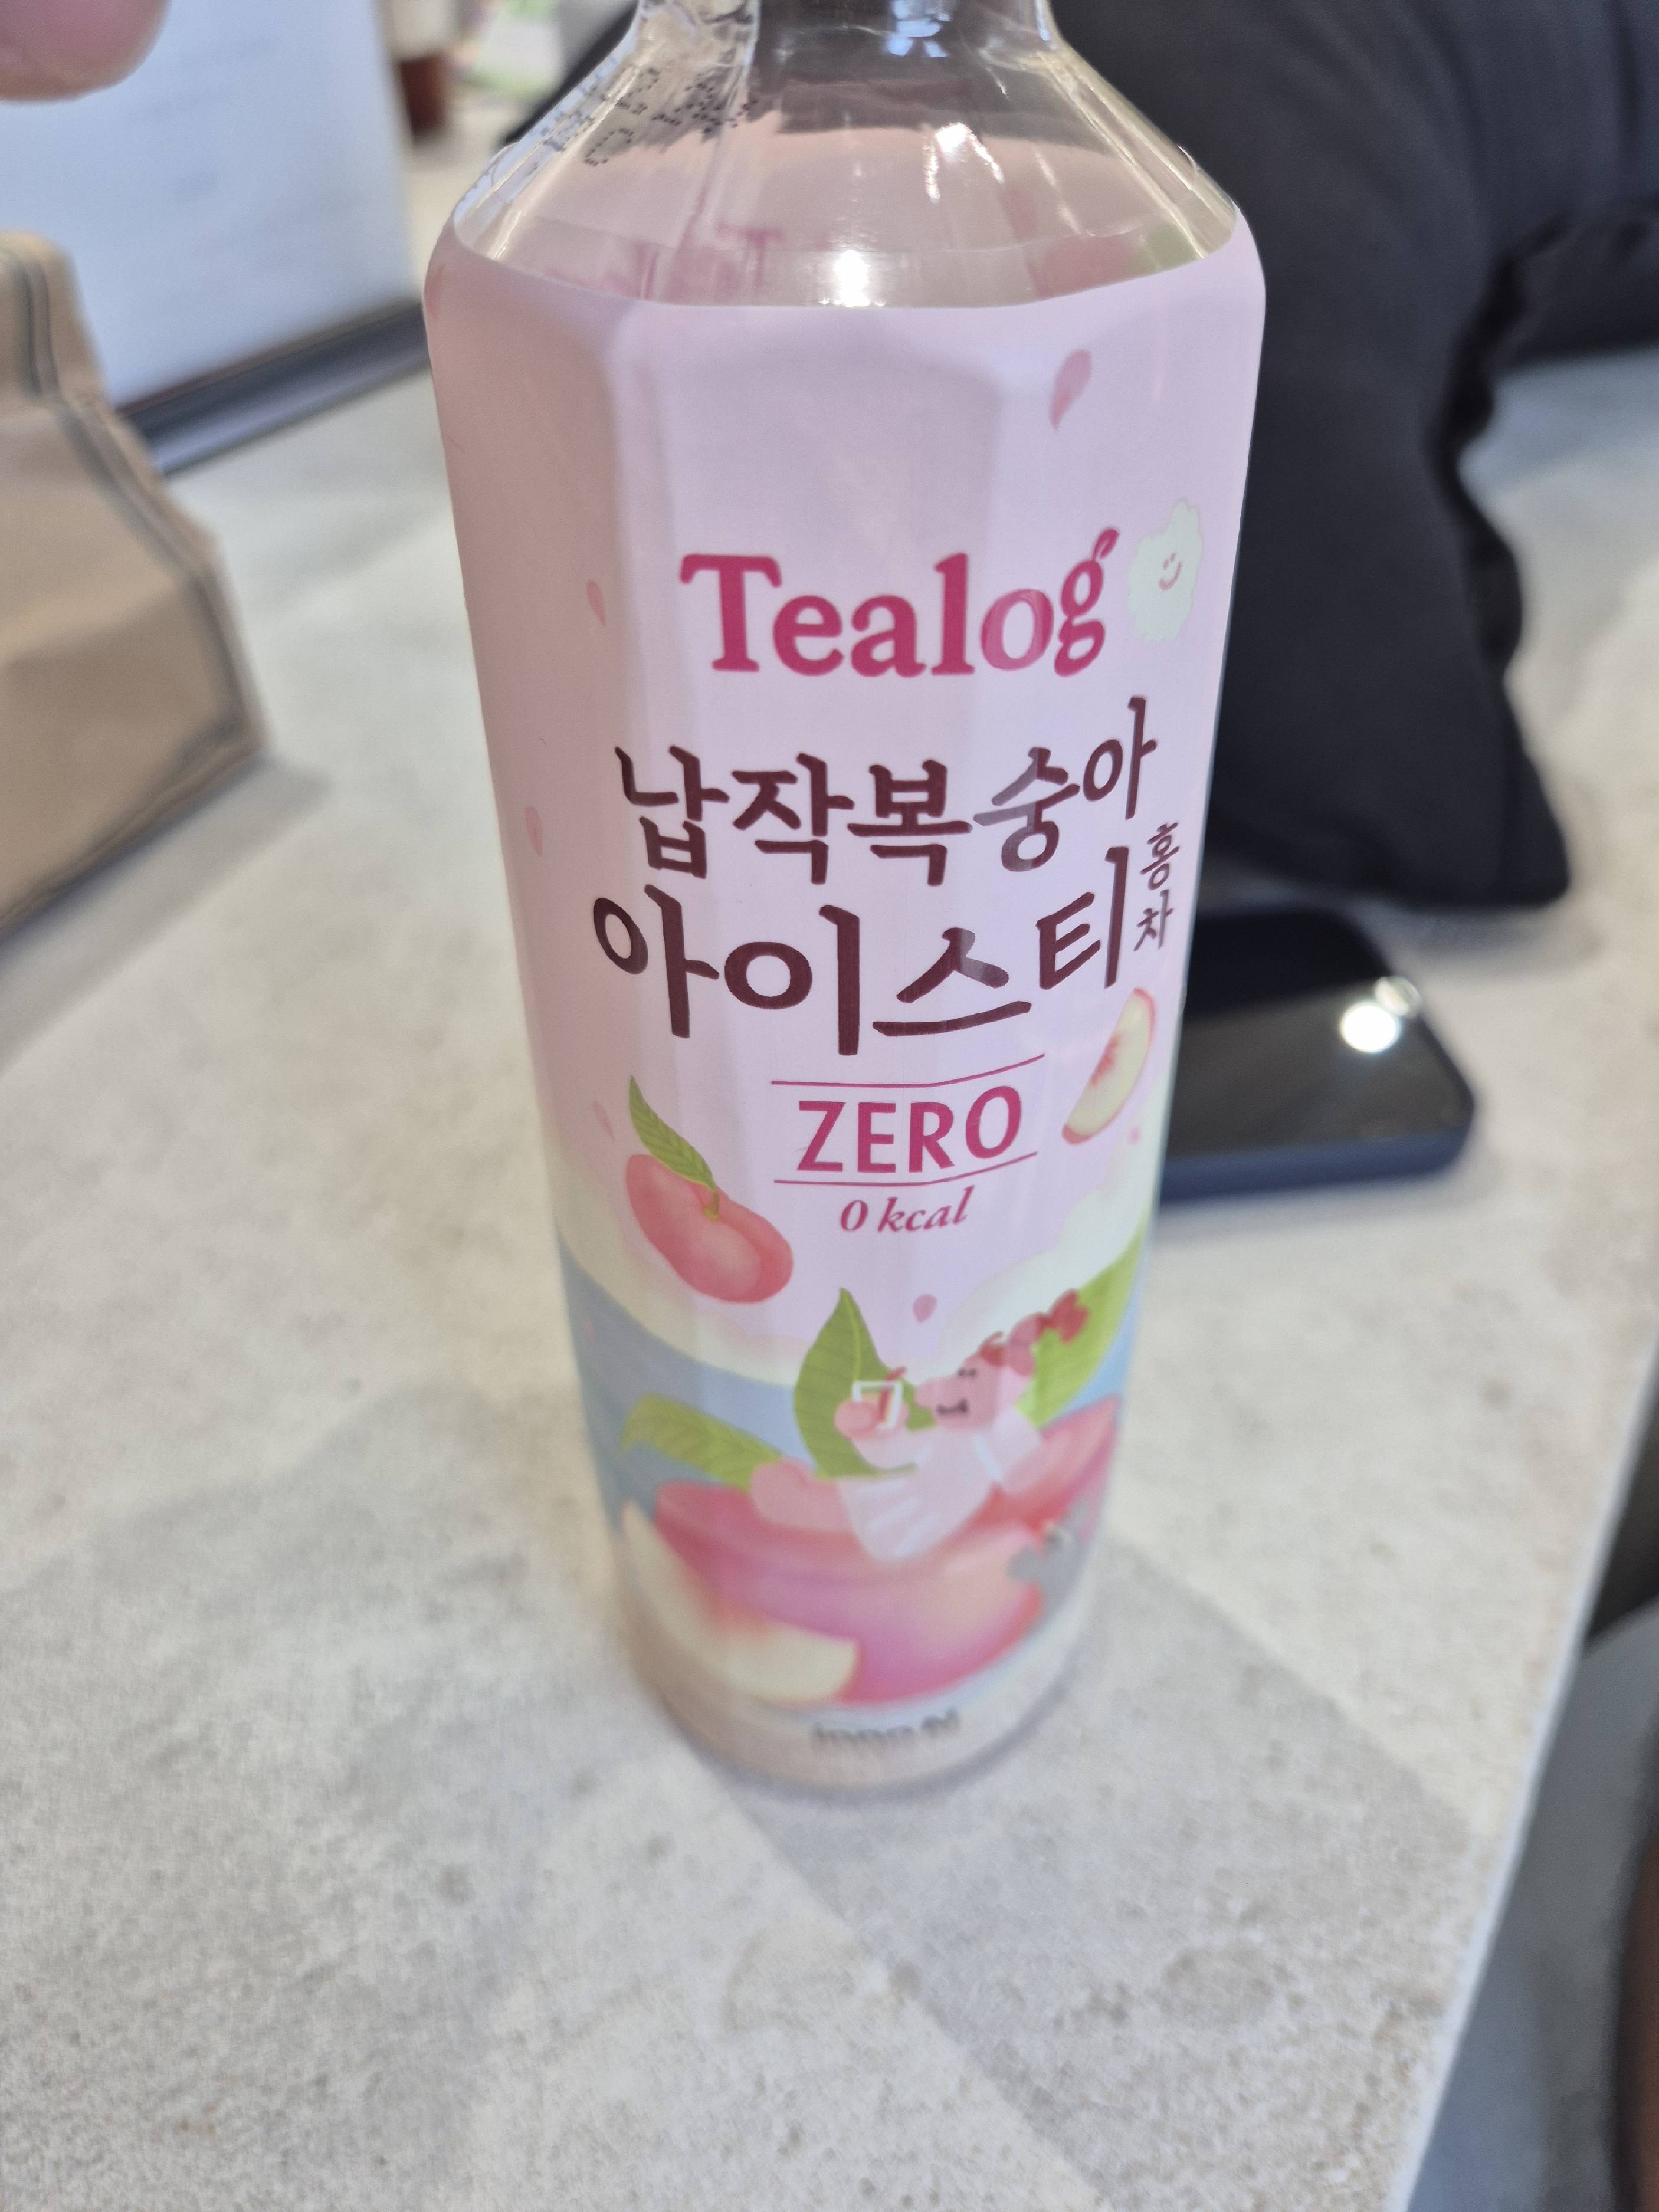 Tealog
납작복숭아
아이스티
홍차
ZERO
0 kcal